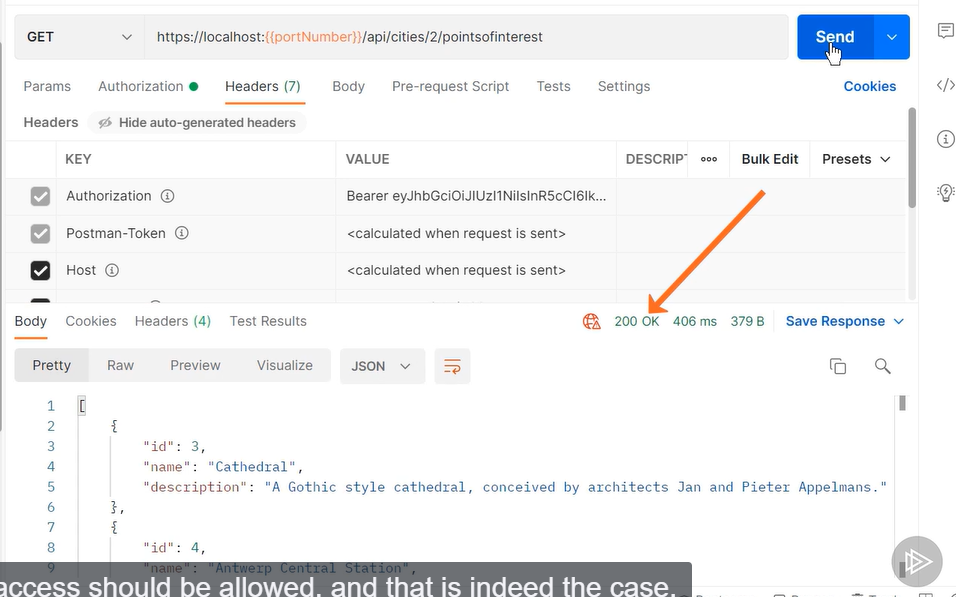 GET https://localhost:{{portNumber}}/api/cities/2/pointsofinterest Send
Params Authorization Headers (7) Body Pre-request Script Tests Settings Cookies
Headers Hide auto-generated headers
KEY VALUE DESCRIPT Bulk Edit Presets
Authorization Bearer eyJhbGciOiJIUzI1NiIsInR5cCI6Ik...
Postman-Token <calculated when request is sent>
Host <calculated when request is sent>
Body Cookies Headers (4) Test Results 200 OK 406 ms 379 B Save Response
Pretty Raw Preview Visualize JSON
1 [
2 {
3 "id": 3,
4 "name": "Cathedral",
5 "description": "A Gothic style cathedral, conceived by architects Jan and Pieter Appelmans."
6 },
7 {
8 "id": 4,
9 "name": "Antwerp Central Station",
access should be allowed, and that is indeed the case.